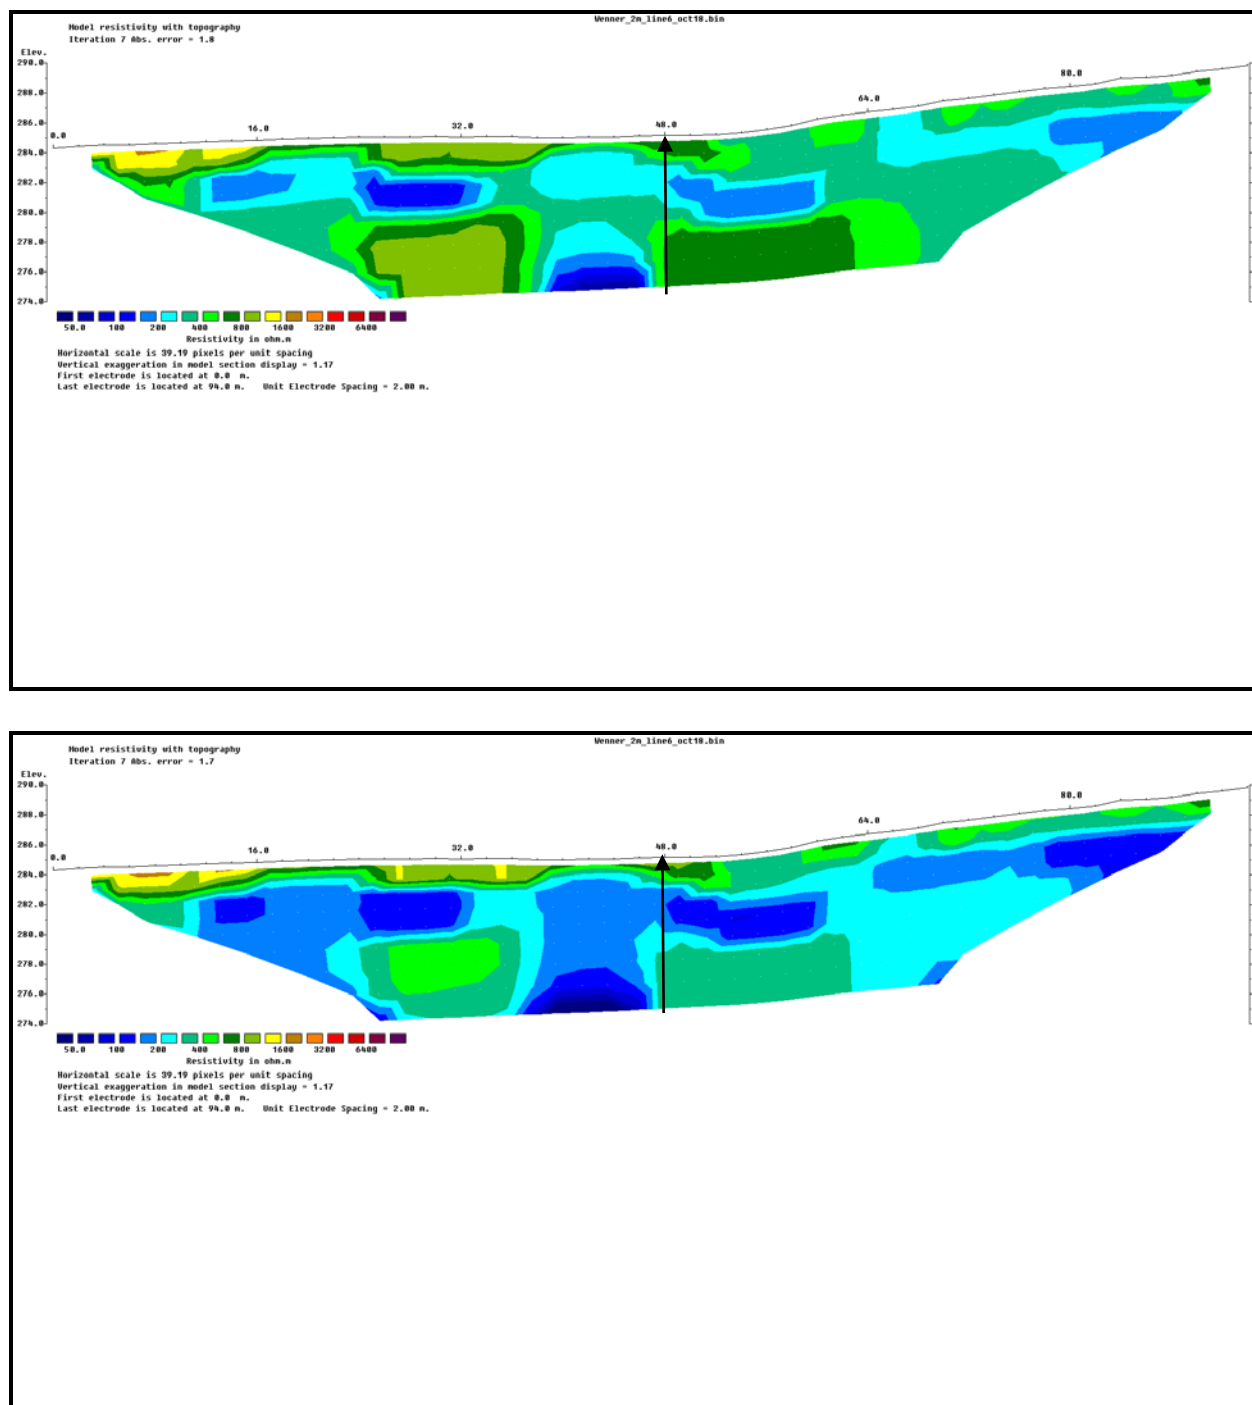 Wenner_2m_line6_oct18.bin
Model resistivity with topography
Iteration 7 Abs. error = 1.8
Elev.
290.0
80.0
288.0
64.0
286.0
0.0 16.0 32.0 48.0
284.0
282.0
280.0
278.0
276.0
274.0
50.0 100 200 400 800 1600 3200 6400
Resistivity in ohm.m
Horizontal scale is 39.19 pixels per unit spacing
Vertical exaggeration in model section display = 1.17
First electrode is located at 0.0 m.
Last electrode is located at 94.0 m. Unit Electrode Spacing = 2.00 m.
Wenner_2m_line6_oct18.bin
Model resistivity with topography
Iteration 7 Abs. error = 1.7
Elev.
290.0
80.0
288.0
64.0
286.0
0.0 16.0 32.0 48.0
284.0
282.0
280.0
278.0
276.0
274.0
50.0 100 200 400 800 1600 3200 6400
Resistivity in ohm.m
Horizontal scale is 39.19 pixels per unit spacing
Vertical exaggeration in model section display = 1.17
First electrode is located at 0.0 m.
Last electrode is located at 94.0 m. Unit Electrode Spacing = 2.00 m.